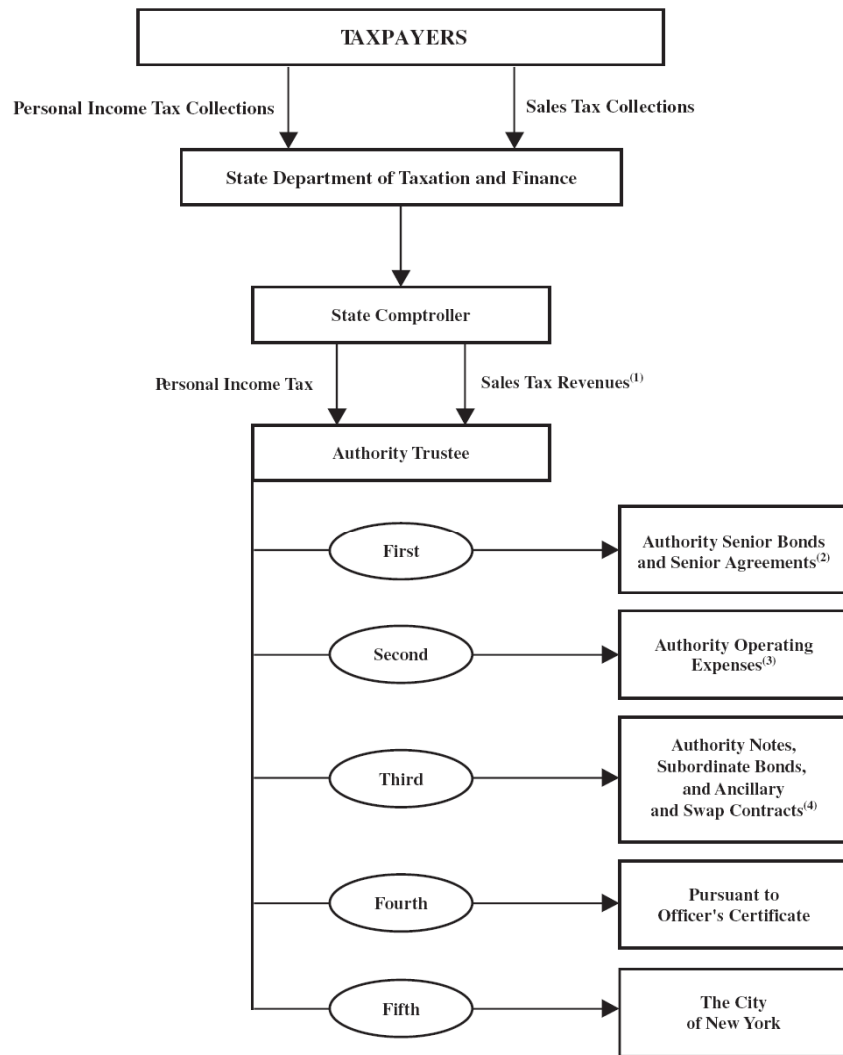 TAXPAYERS
Personal Income Tax Collections
Sales Tax Collections
State Department of Taxation and Finance
State Comptroller
Personal Income Tax
Sales Tax Revenues(1)
Authority Trustee
First
Authority Senior Bonds
and Senior Agreements(2)
Second
Authority Operating
Expenses(3)
Third
Authority Notes,
Subordinate Bonds,
and Ancillary
and Swap Contracts(4)
Fourth
Pursuant to
Officer's Certificate
Fifth
The City
of New York